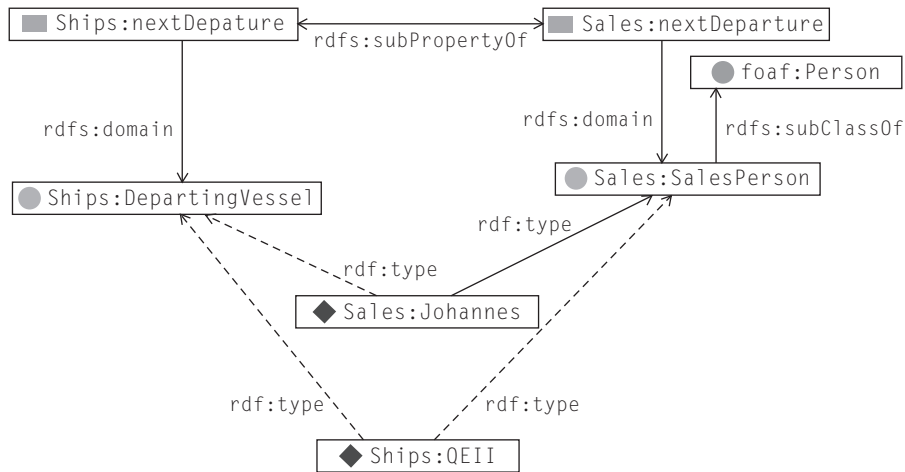 Ships:nextDepature
rdfs:subPropertyOf
Sales:nextDeparture
foaf:Person
rdfs:domain
rdfs:domain
rdfs:subClassOf
Ships:DepartingVessel
Sales:SalesPerson
rdf:type
rdf:type
Sales:Johannes
rdf:type
rdf:type
Ships:QEII